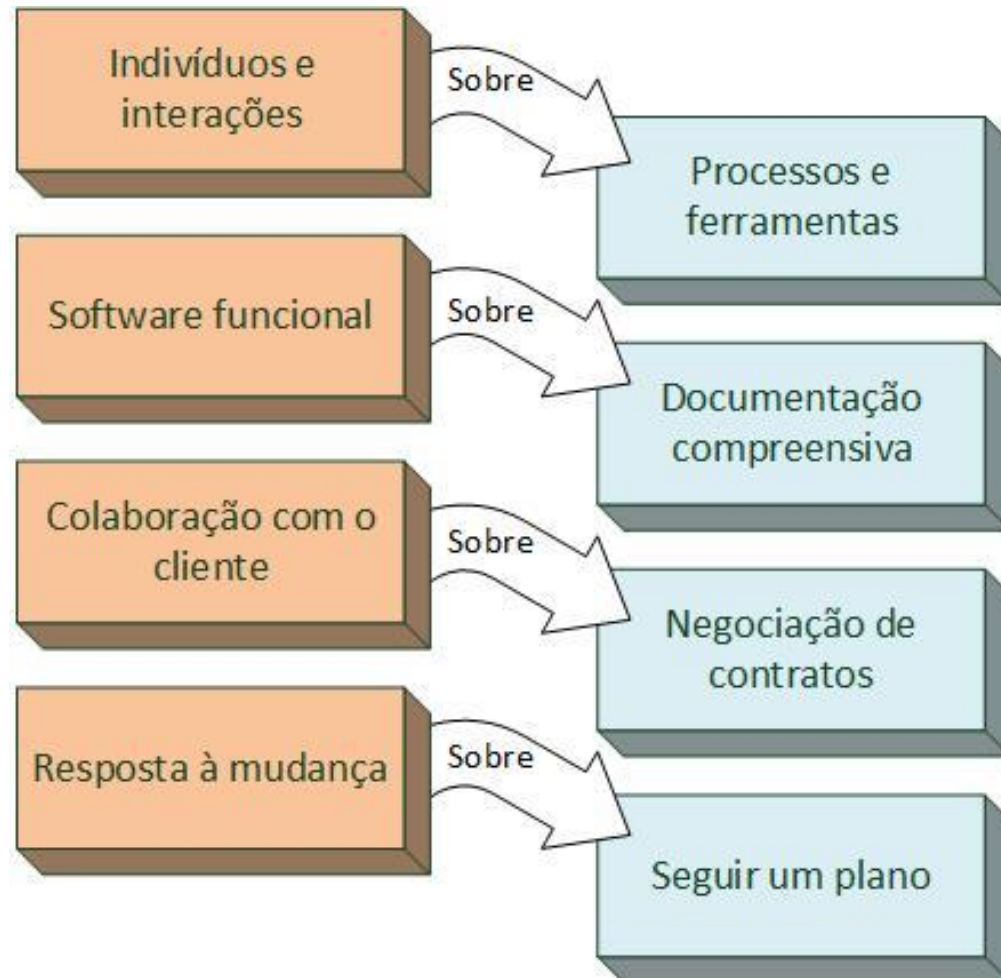 Indivíduos e
interações
Sobre
Processos e
ferramentas
Software funcional
Sobre
Documentação
compreensiva
Colaboração com o
cliente
Sobre
Negociação de
contratos
Resposta à mudança
Sobre
Seguir um plano